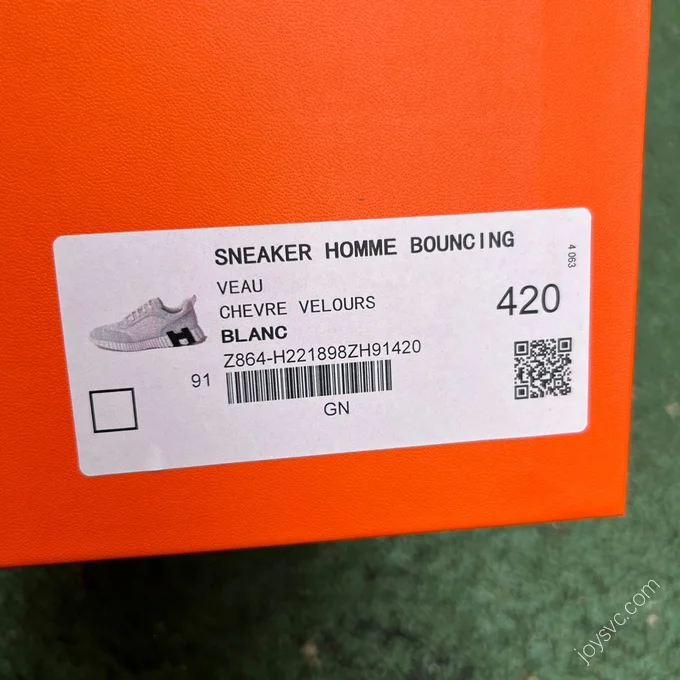 SNEAKER HOMME BOUNCING
VEAU
CHEVRE VELOURS
BLANC
Z864-H221898ZH91420
91
GN
420
4 063
H
joysvc.com